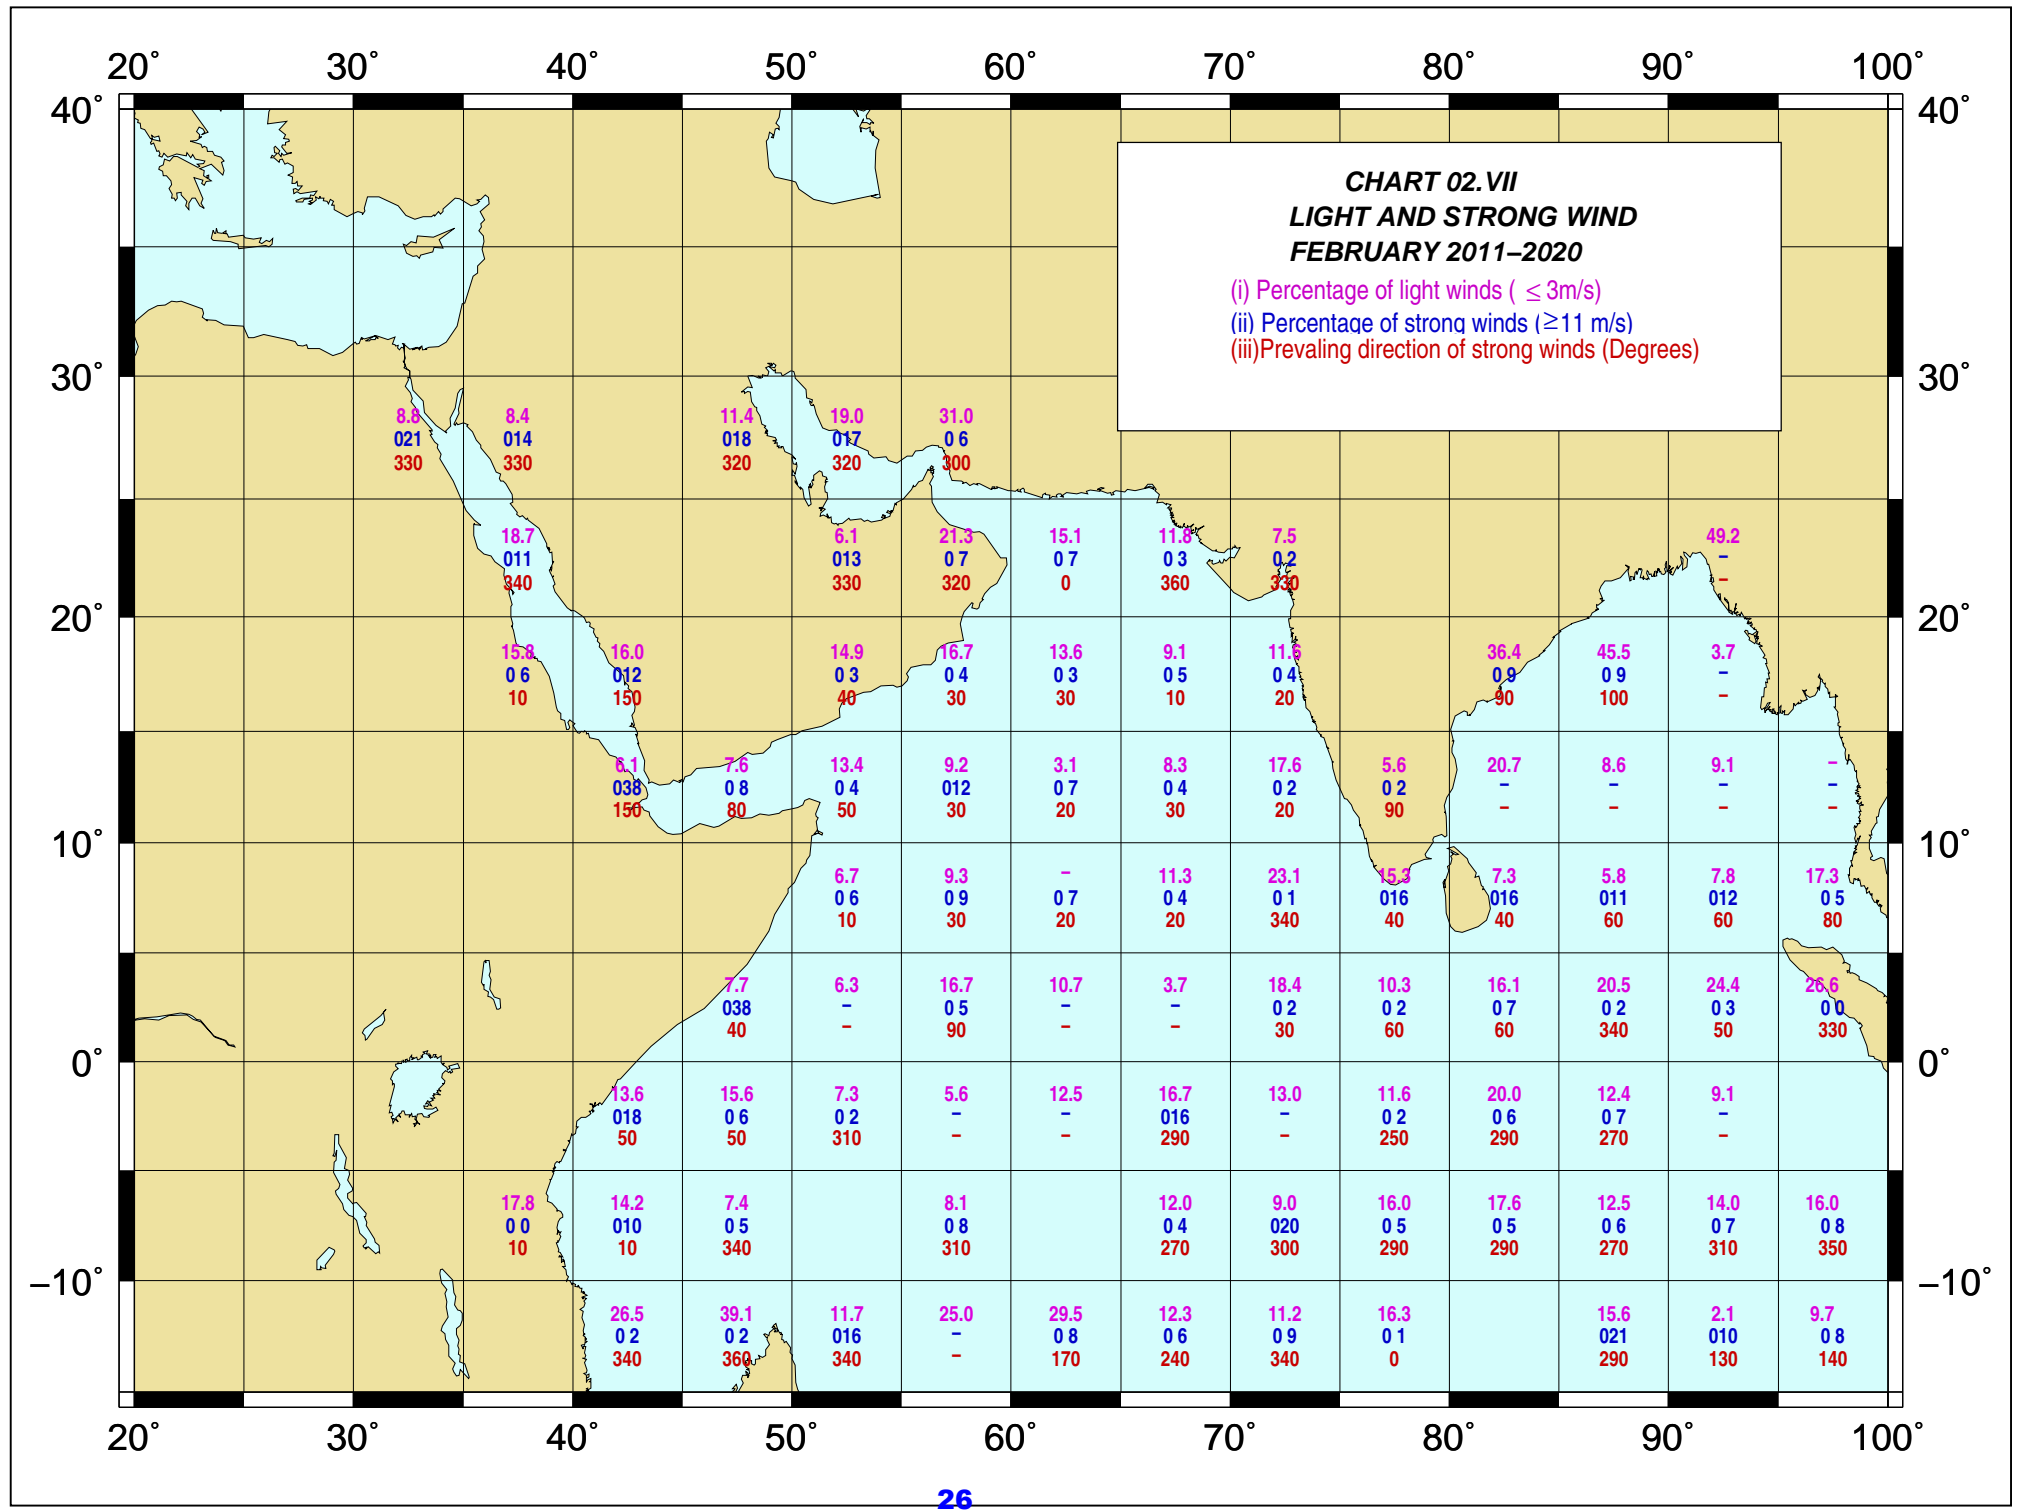 20° 30° 40° 50° 60° 70° 80° 90° 100°
40° 40°
CHART 02.VII
LIGHT AND STRONG WIND
FEBRUARY 2011–2020
(i) Percentage of light winds ( ≤ 3m/s)
(ii) Percentage of strong winds (≥11 m/s)
(iii)Prevaling direction of strong winds (Degrees)
30° 30°
8.8 8.4 11.4 19.0 31.0
021 014 018 017 0 6
330 330 320 320 300
18.7 6.1 21.3 15.1 11.8 7.5 49.2
011 013 0 7 0 7 0 3 0 2 –
340 330 320 0 360 330 –
20° 20°
15.8 16.0 14.9 16.7 13.6 9.1 11.6 36.4 45.5 3.7
0 6 012 0 3 0 4 0 3 0 5 0 4 0 9 0 9 –
10 150 40 30 30 10 20 90 100 –
6.1 7.6 13.4 9.2 3.1 8.3 17.6 5.6 20.7 8.6 9.1 –
038 0 8 0 4 012 0 7 0 4 0 2 0 2 – – – –
150 80 50 30 20 30 20 90 – – – –
10° 10°
6.7 9.3 – 11.3 23.1 15.3 7.3 5.8 7.8 17.3
0 6 0 9 0 7 0 4 0 1 016 016 011 012 0 5
10 30 20 20 340 40 40 60 60 80
7.7 6.3 16.7 10.7 3.7 18.4 10.3 16.1 20.5 24.4 26.6
038 – 0 5 – – 0 2 0 2 0 7 0 2 0 3 0 0
40 – 90 – – 30 60 60 340 50 330
0° 0°
13.6 15.6 7.3 5.6 12.5 16.7 13.0 11.6 20.0 12.4 9.1
018 0 6 0 2 – – 016 – 0 2 0 6 0 7 –
50 50 310 – – 290 – 250 290 270 –
17.8 14.2 7.4 8.1 12.0 9.0 16.0 17.6 12.5 14.0 16.0
0 0 010 0 5 0 8 0 4 020 0 5 0 5 0 6 0 7 0 8
10 10 340 310 270 300 290 290 270 310 350
–10° –10°
26.5 39.1 11.7 25.0 29.5 12.3 11.2 16.3 15.6 2.1 9.7
0 2 0 2 016 – 0 8 0 6 0 9 0 1 021 010 0 8
340 360 340 – 170 240 340 0 290 130 140
20° 30° 40° 50° 60° 70° 80° 90° 100°
26